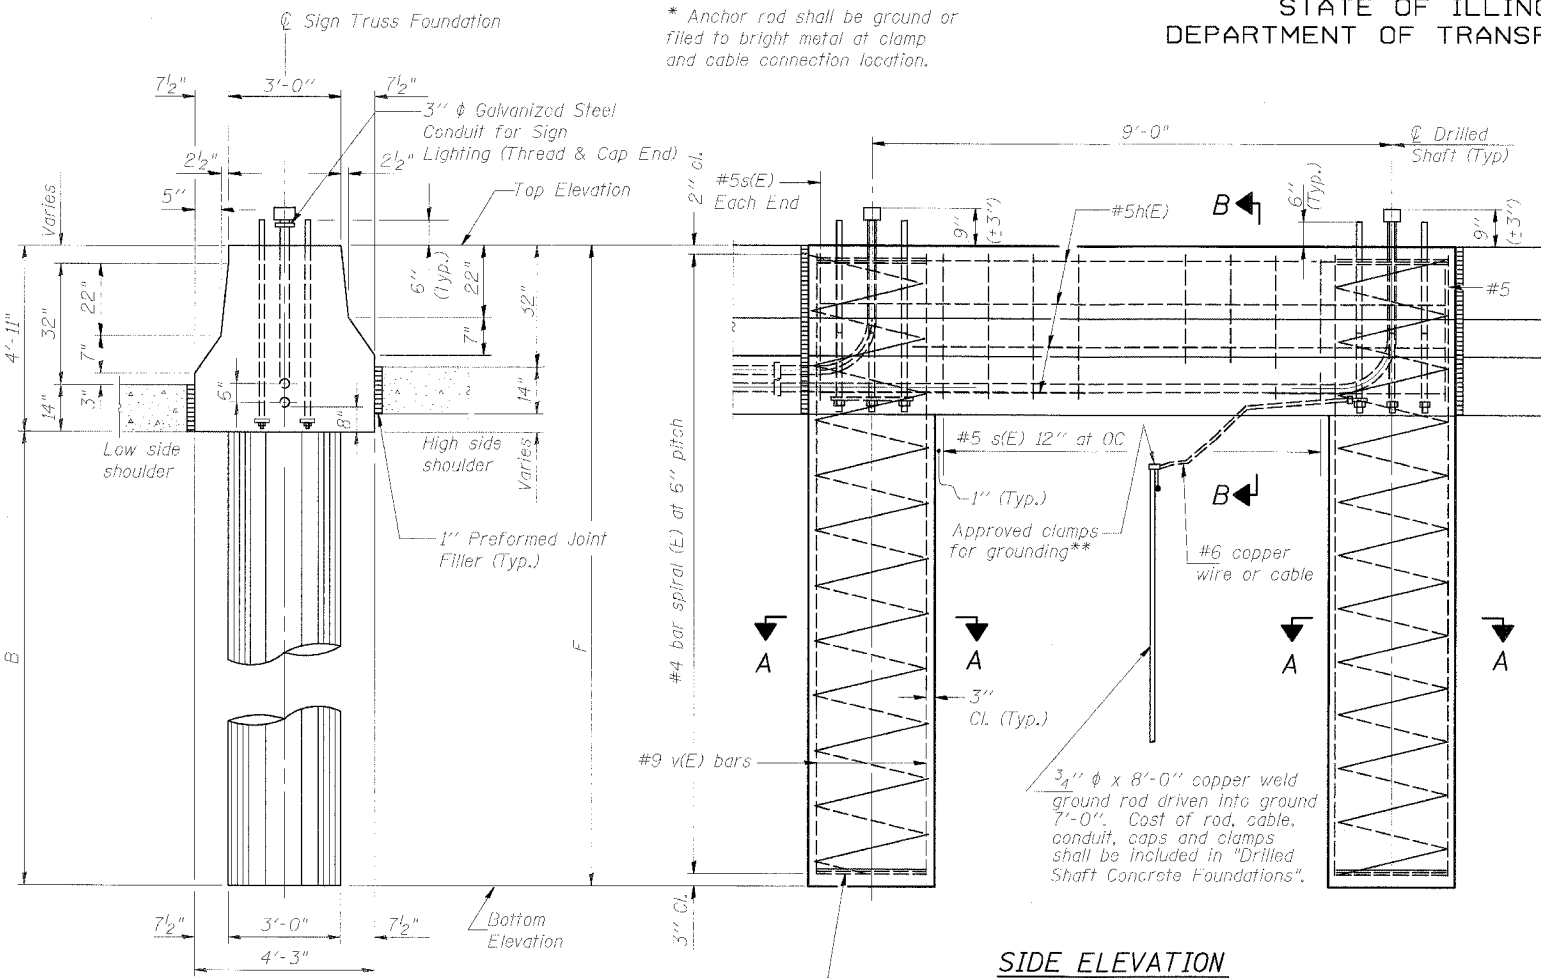 STATE OF ILLINO
DEPARTMENT OF TRANSP
℄ Sign Truss Foundation
* Anchor rod shall be ground or
filed to bright metal at clamp
and cable connection location.
7½"
3'-0"
7½"
3" ϕ Galvanized Steel
Conduit for Sign
Lighting (Thread & Cap End)
2½"
2½"
5"
Varies
Top Elevation
2" cl.
#5s(E)
Each End
9'-0"
℄ Drilled
Shaft (Typ)
B
#5h(E)
6"
(Typ.)
9"
(±3")
9"
(±3")
#5
4'-11"
32"
22"
7"
3"
14"
6"
8"
6"
(Typ.)
22"
7"
32"
14"
Varies
Low side
shoulder
High side
shoulder
1" Preformed Joint
Filler (Typ.)
#5 s(E) 12" at OC
1" (Typ.)
B
Approved clamps
for grounding**
#6 copper
wire or cable
#4 bar spiral (E) at 6" pitch
B
F
A
A
A
A
3"
Cl. (Typ.)
#9 v(E) bars
¾" ϕ x 8'-0" copper weld
ground rod driven into ground
7'-0". Cost of rod, cable,
conduit, caps and clamps
shall be included in "Drilled
Shaft Concrete Foundations".
3" Cl.
7½"
3'-0"
7½"
4'-3"
Bottom
Elevation
SIDE ELEVATION